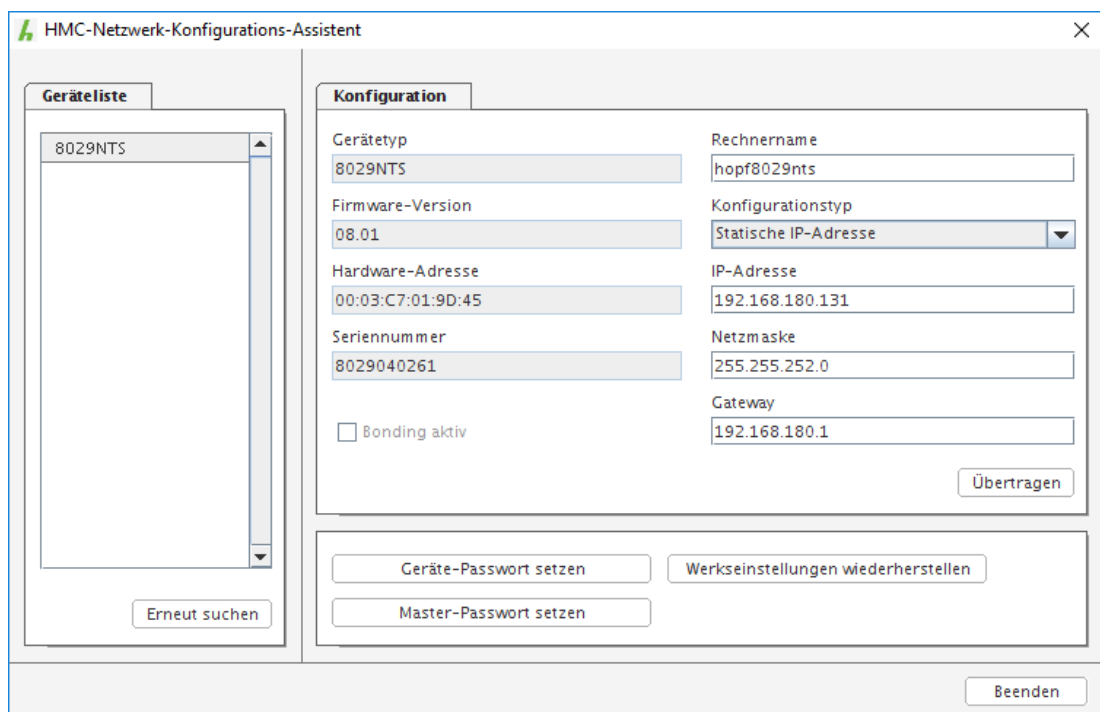 HMC-Netzwerk-Konfigurations-Assistent
Geräteliste
8029NTS
Erneut suchen
Konfiguration
Gerätetyp
8029NTS
Firmware-Version
08.01
Hardware-Adresse
00:03:C7:01:9D:45
Seriennummer
8029040261
Bonding aktiv
Rechnername
hopf8029nts
Konfigurationstyp
Statische IP-Adresse
IP-Adresse
192.168.180.131
Netzmaske
255.255.252.0
Gateway
192.168.180.1
Übertragen
Geräte-Passwort setzen
Werkseinstellungen wiederherstellen
Master-Passwort setzen
Beenden